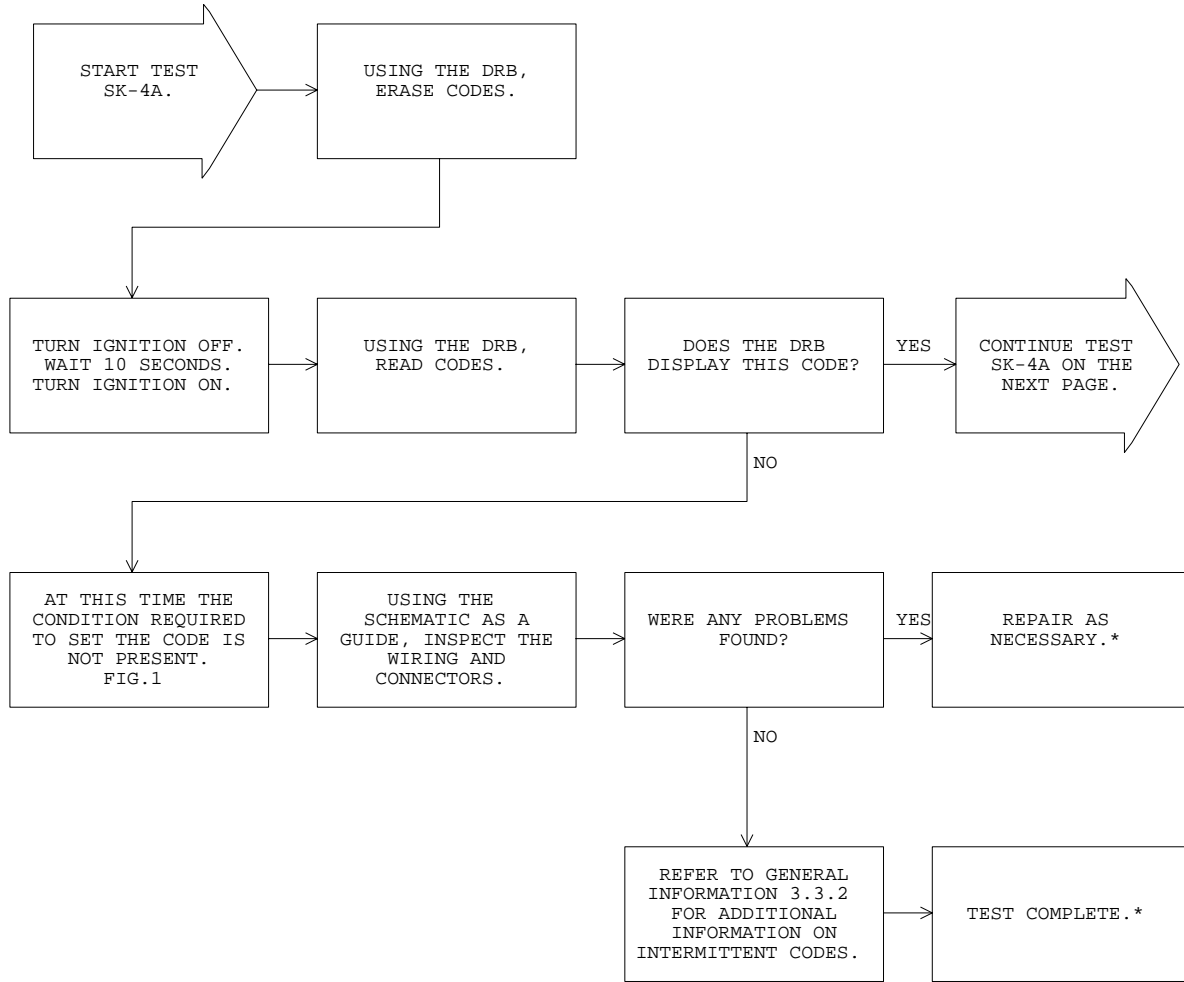 START TEST
SK-4A.
USING THE DRB,
ERASE CODES.
TURN IGNITION OFF.
WAIT 10 SECONDS.
TURN IGNITION ON.
USING THE DRB,
READ CODES.
DOES THE DRB
DISPLAY THIS CODE?
YES
CONTINUE TEST
SK-4A ON THE
NEXT PAGE.
NO
AT THIS TIME THE
CONDITION REQUIRED
TO SET THE CODE IS
NOT PRESENT.
FIG.1
USING THE
SCHEMATIC AS A
GUIDE, INSPECT THE
WIRING AND
CONNECTORS.
WERE ANY PROBLEMS
FOUND?
YES
REPAIR AS
NECESSARY.*
NO
REFER TO GENERAL
INFORMATION 3.3.2
FOR ADDITIONAL
INFORMATION ON
INTERMITTENT CODES.
TEST COMPLETE.*